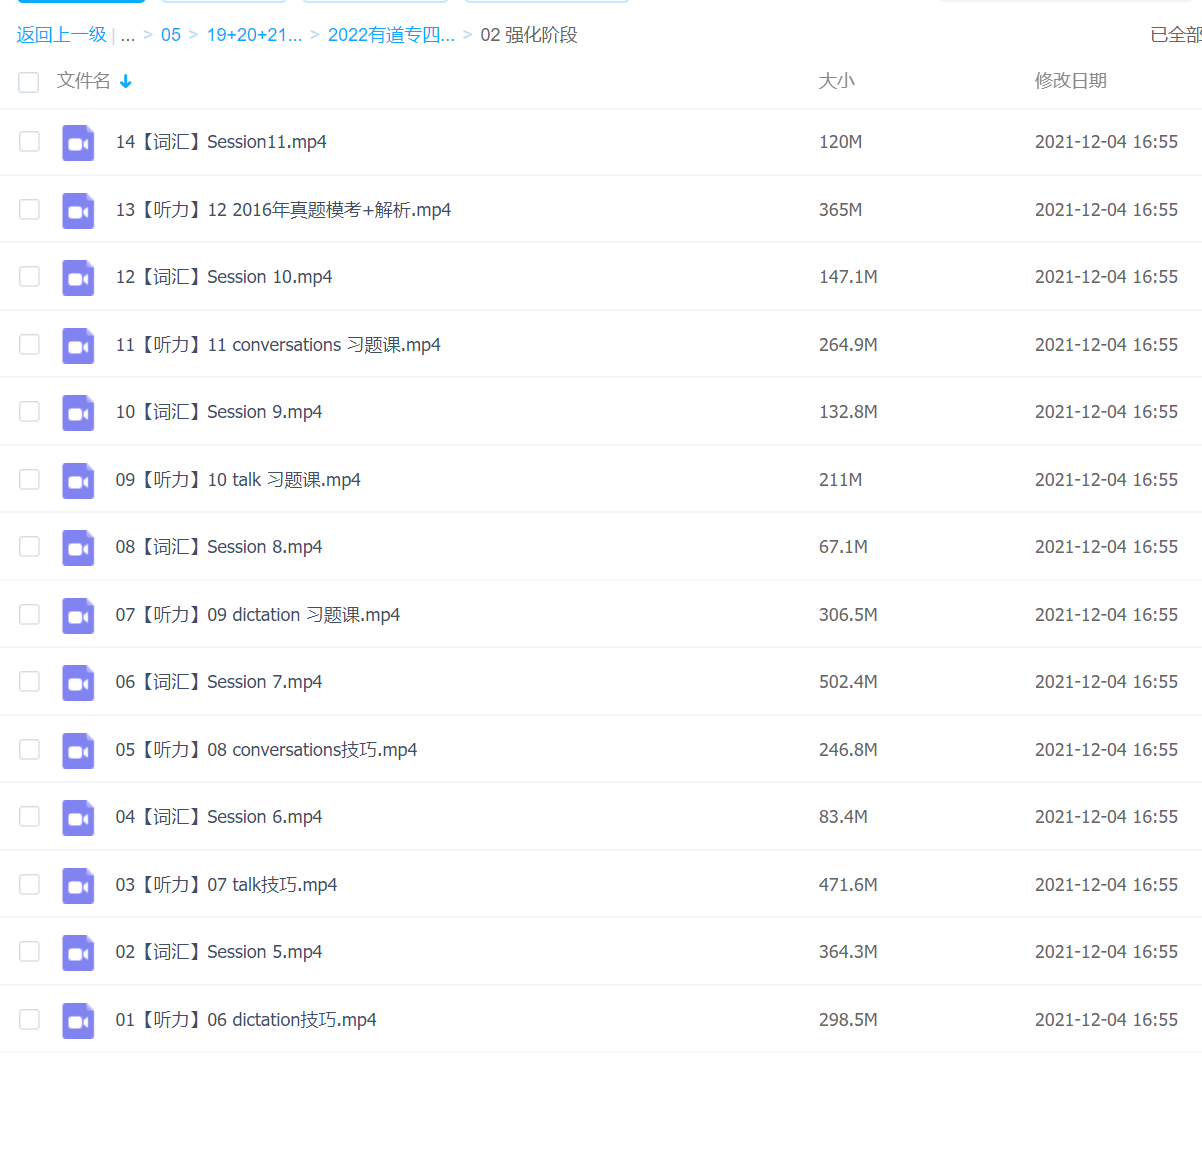 返回上一级 | ... > 05 > 19+20+21... > 2022有道专四... > 02 强化阶段 已全部
文件名 大小 修改日期
14【词汇】Session11.mp4 120M 2021-12-04 16:55
13【听力】12 2016年真题模考+解析.mp4 365M 2021-12-04 16:55
12【词汇】Session 10.mp4 147.1M 2021-12-04 16:55
11【听力】11 conversations 习题课.mp4 264.9M 2021-12-04 16:55
10【词汇】Session 9.mp4 132.8M 2021-12-04 16:55
09【听力】10 talk 习题课.mp4 211M 2021-12-04 16:55
08【词汇】Session 8.mp4 67.1M 2021-12-04 16:55
07【听力】09 dictation 习题课.mp4 306.5M 2021-12-04 16:55
06【词汇】Session 7.mp4 502.4M 2021-12-04 16:55
05【听力】08 conversations技巧.mp4 246.8M 2021-12-04 16:55
04【词汇】Session 6.mp4 83.4M 2021-12-04 16:55
03【听力】07 talk技巧.mp4 471.6M 2021-12-04 16:55
02【词汇】Session 5.mp4 364.3M 2021-12-04 16:55
01【听力】06 dictation技巧.mp4 298.5M 2021-12-04 16:55